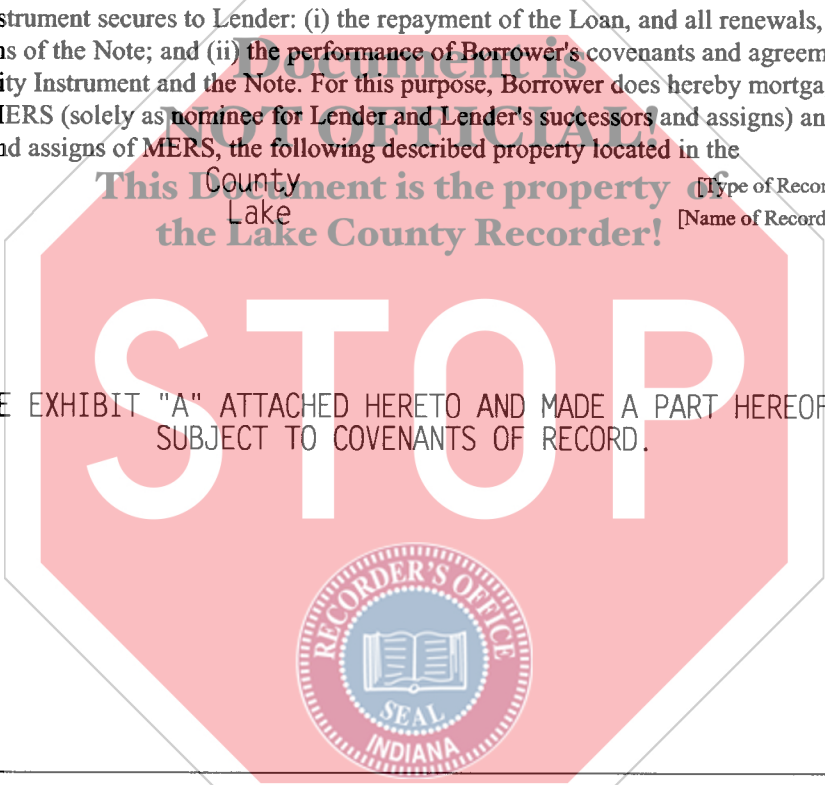 strument secures to Lender: (i) the repayment of the Loan, and all renewals,
s of the Note; and (ii) the performance of Borrower's covenants and agreem
ity Instrument and the Note. For this purpose, Borrower does hereby mortga
IERS (solely as nominee for Lender and Lender's successors and assigns) an
nd assigns of MERS, the following described property located in the
County [Type of Recor
Lake [Name of Record
Document is
NOT OFFICIAL!
This Document is the property of
the Lake County Recorder!
STOP
E EXHIBIT "A" ATTACHED HERETO AND MADE A PART HEREOF
SUBJECT TO COVENANTS OF RECORD.
RECORDER'S OFFICE
SEAL
INDIANA